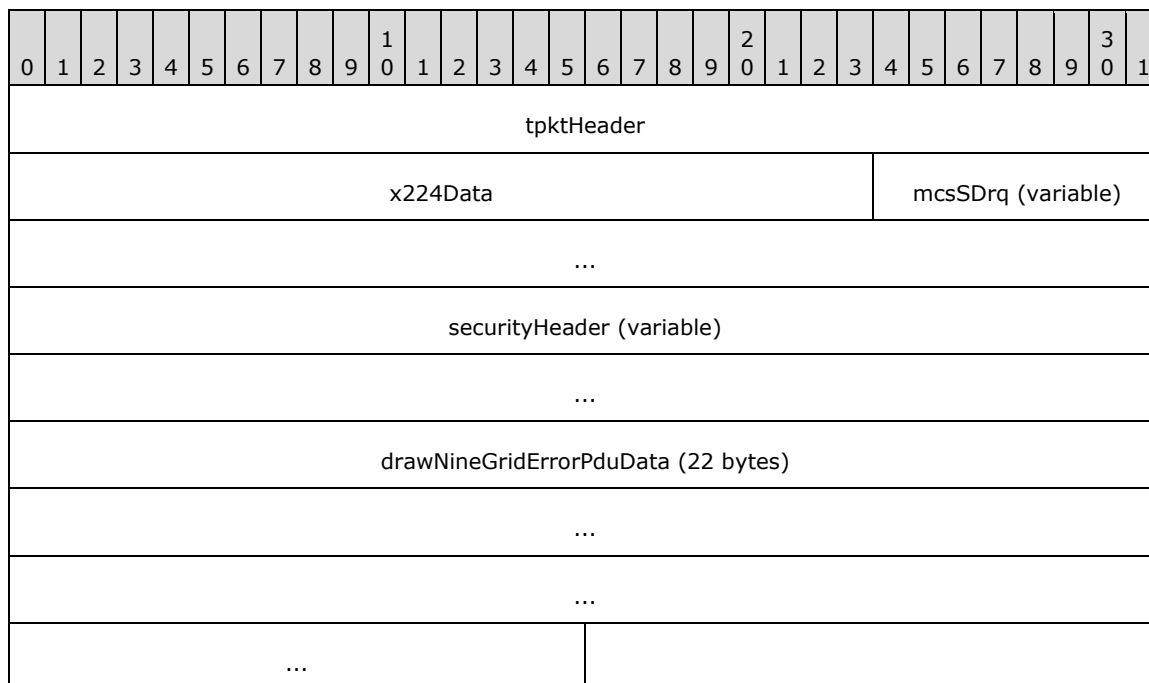 1 2 3
0 1 2 3 4 5 6 7 8 9 0 1 2 3 4 5 6 7 8 9 0 1 2 3 4 5 6 7 8 9 0 1
tpktHeader
x224Data mcsSDrq (variable)
...
securityHeader (variable)
...
drawNineGridErrorPduData (22 bytes)
...
...
...